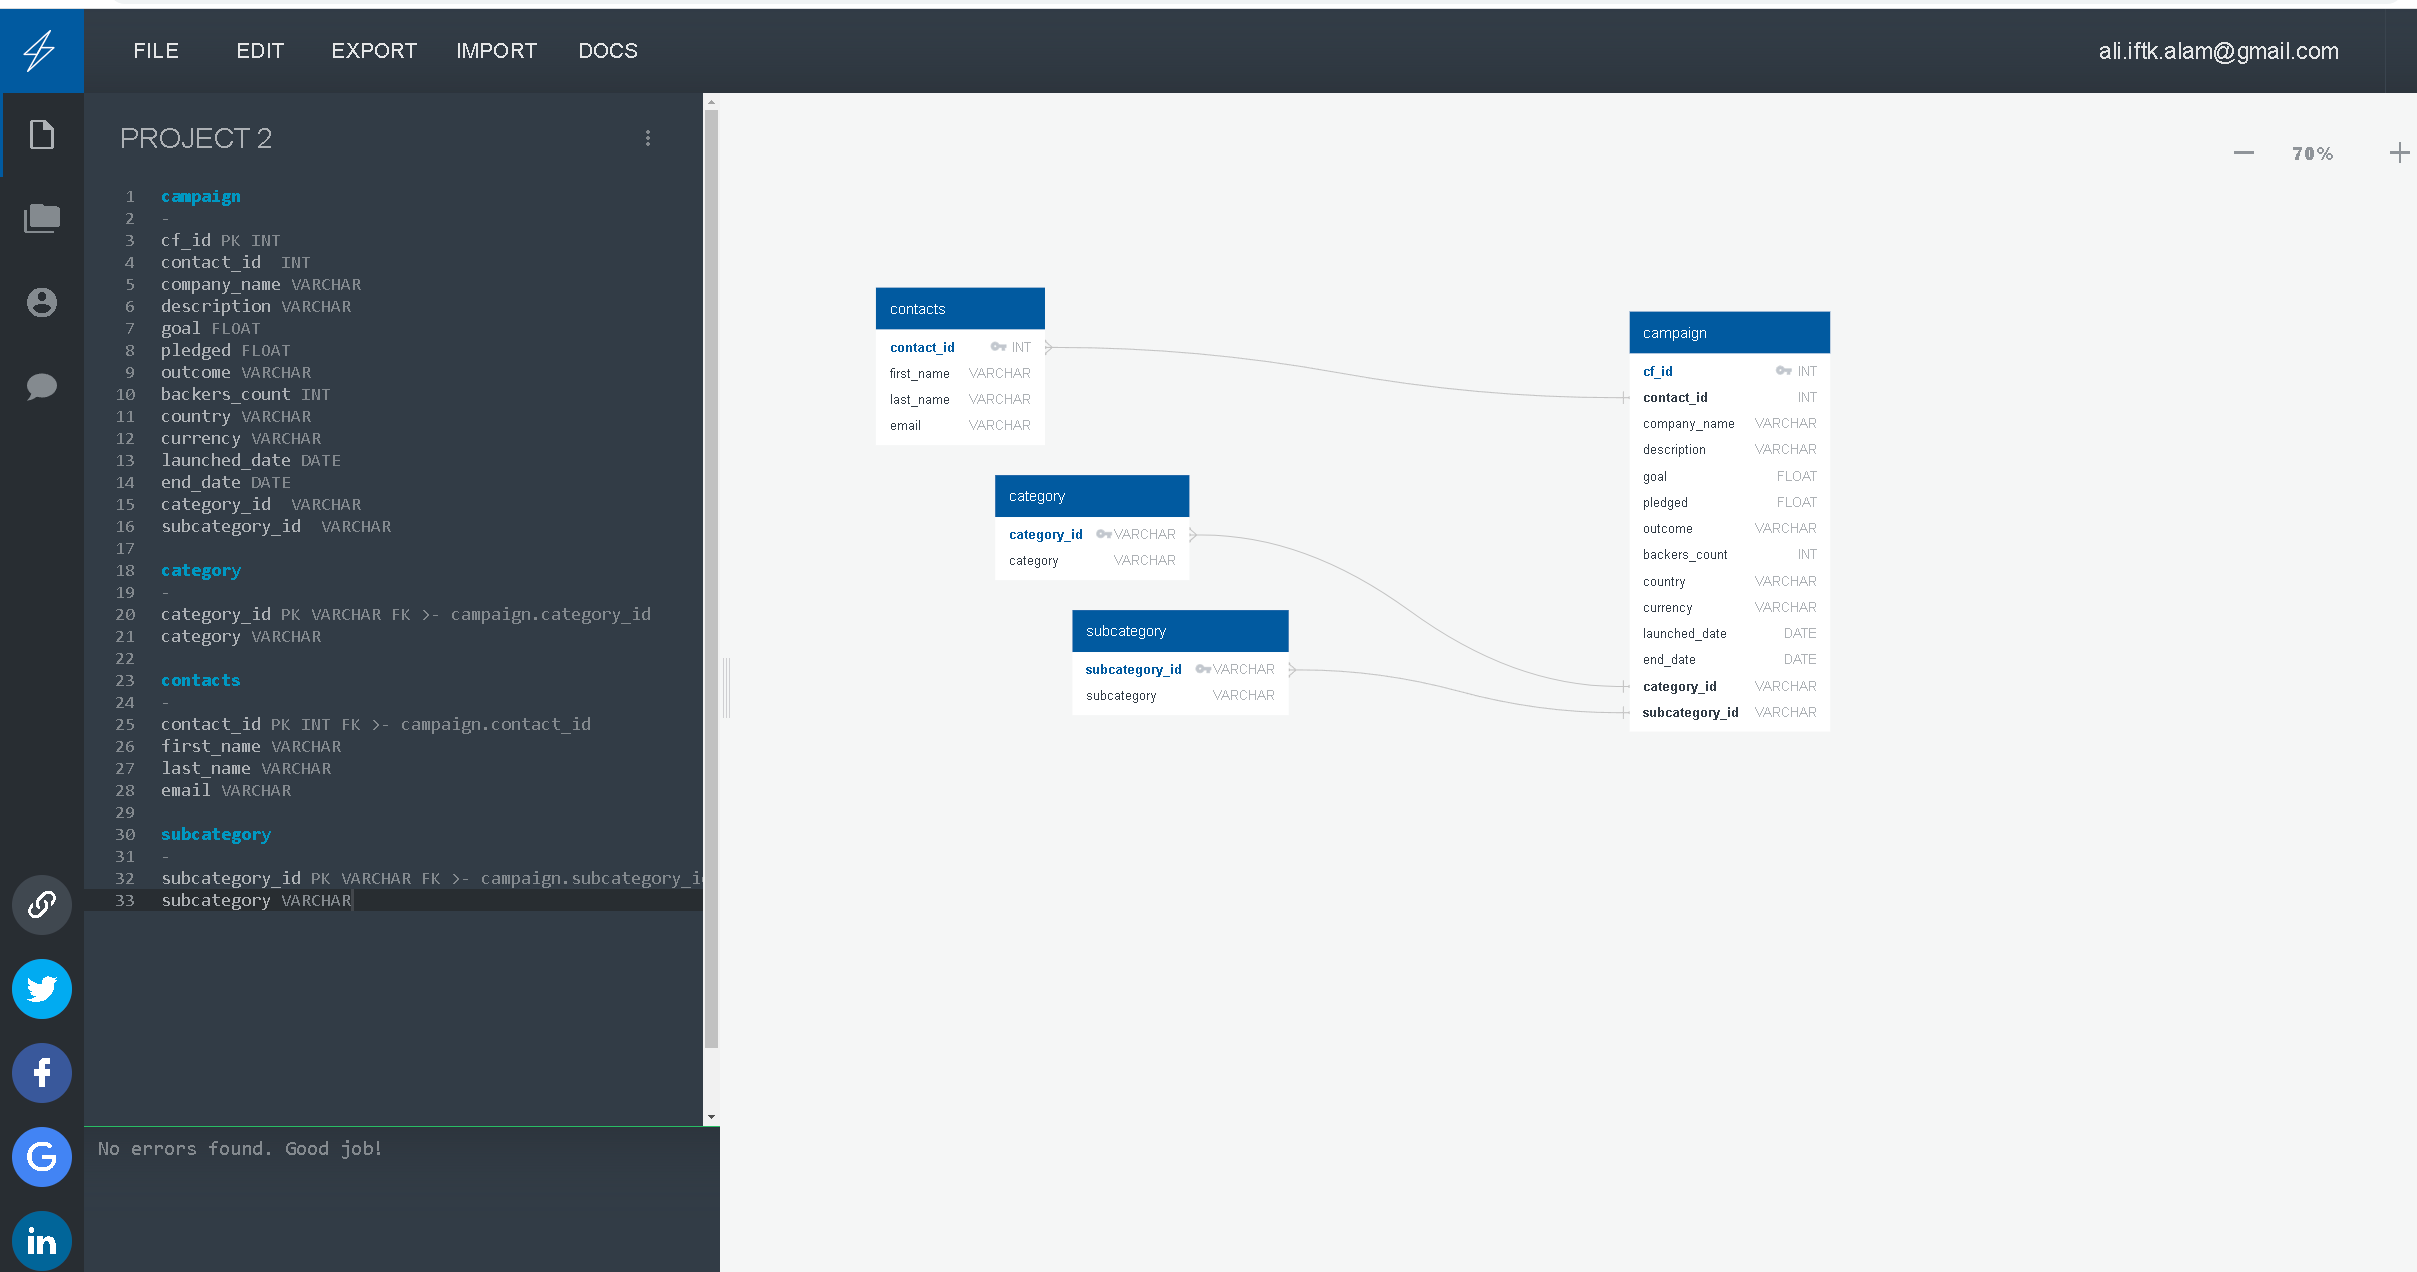 FILE EDIT EXPORT IMPORT DOCS
ali.iftk.alam@gmail.com
PROJECT 2
1 campaign
2 -
3 cf_id PK INT
4 contact_id  INT
5 company_name VARCHAR
6 description VARCHAR
7 goal FLOAT
8 pledged FLOAT
9 outcome VARCHAR
10 backers_count INT
11 country VARCHAR
12 currency VARCHAR
13 launched_date DATE
14 end_date DATE
15 category_id  VARCHAR
16 subcategory_id  VARCHAR
17
18 category
19 -
20 category_id PK VARCHAR FK >- campaign.category_id
21 category VARCHAR
22
23 contacts
24 -
25 contact_id PK INT FK >- campaign.contact_id
26 first_name VARCHAR
27 last_name VARCHAR
28 email VARCHAR
29
30 subcategory
31 -
32 subcategory_id PK VARCHAR FK >- campaign.subcategory_i
33 subcategory VARCHAR
No errors found. Good job!
70%
contacts
contact_id INT
first_name VARCHAR
last_name VARCHAR
email VARCHAR
category
category_id VARCHAR
category VARCHAR
subcategory
subcategory_id VARCHAR
subcategory VARCHAR
campaign
cf_id INT
contact_id INT
company_name VARCHAR
description VARCHAR
goal FLOAT
pledged FLOAT
outcome VARCHAR
backers_count INT
country VARCHAR
currency VARCHAR
launched_date DATE
end_date DATE
category_id VARCHAR
subcategory_id VARCHAR
f
G
in